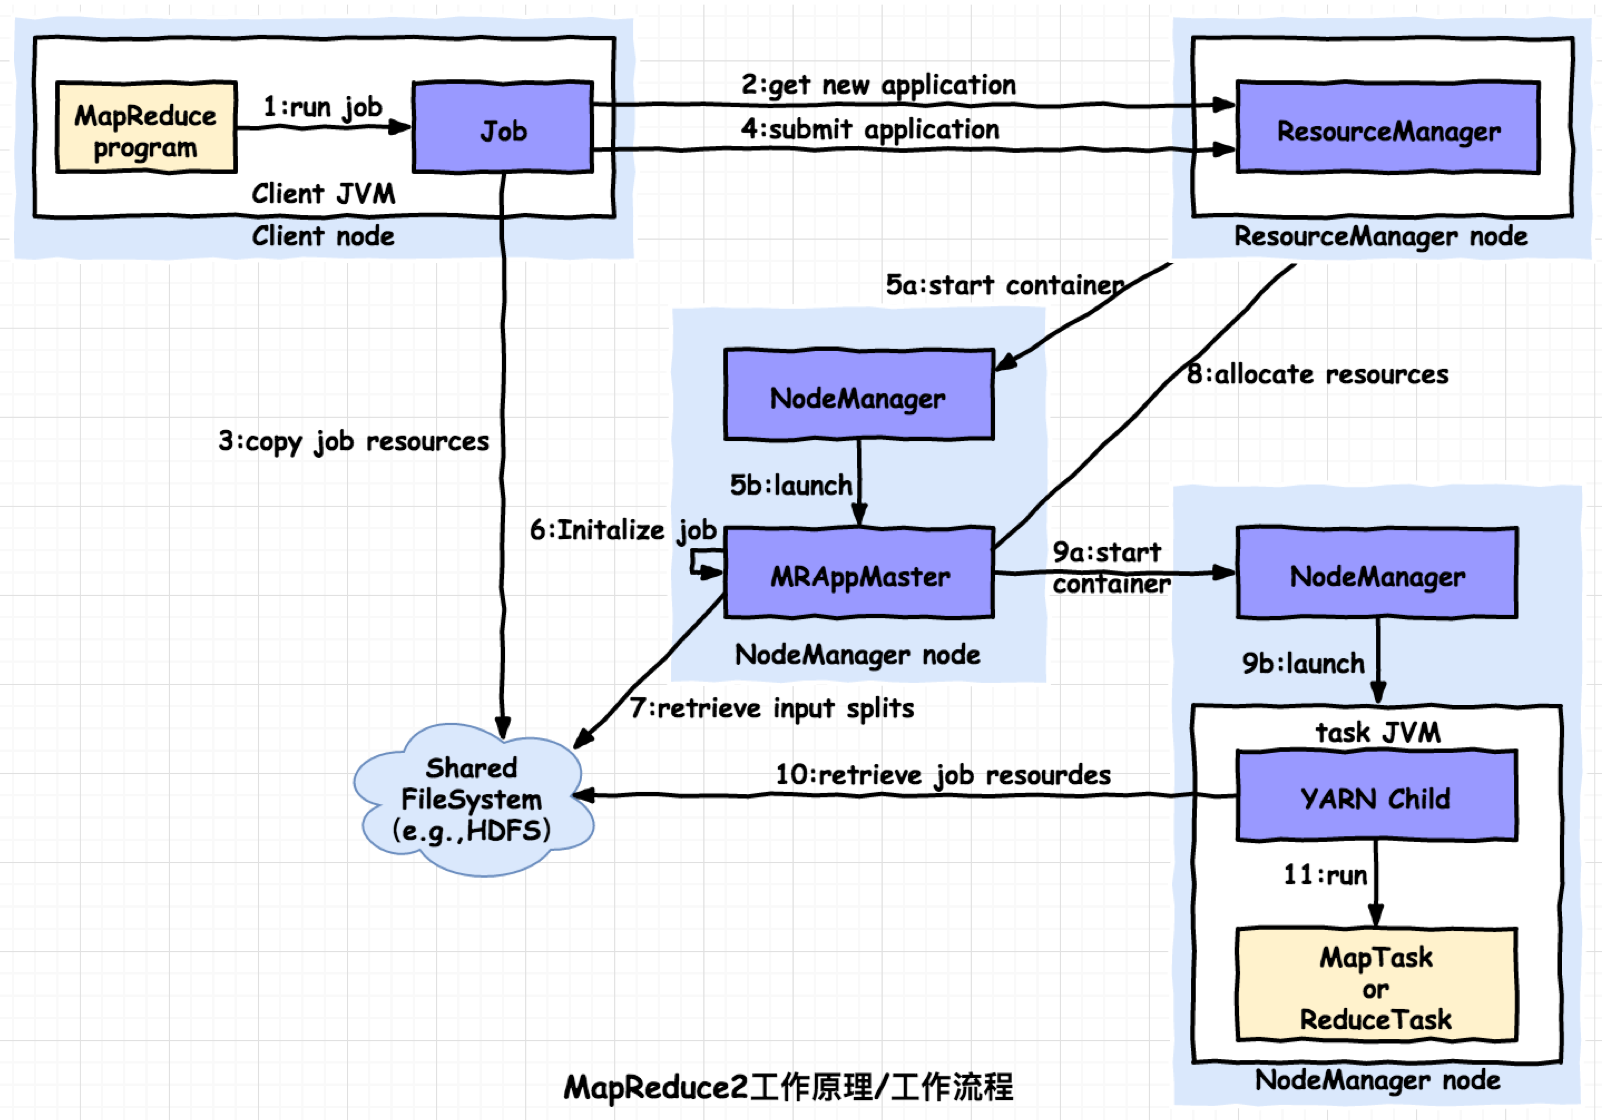 MapReduce
program
1:run job
Job
Client JVM
Client node
2:get new application
4:submit application
ResourceManager
ResourceManager node
5a:start container
8:allocate resources
NodeManager
3:copy job resources
5b:launch
6:Initalize job
MRAppMaster
9a:start
container
NodeManager
NodeManager node
9b:launch
7:retrieve input splits
task JVM
Shared
FileSystem
(e.g.,HDFS)
10:retrieve job resourdes
YARN Child
11:run
MapTask
or
ReduceTask
NodeManager node
MapReduce2工作原理/工作流程